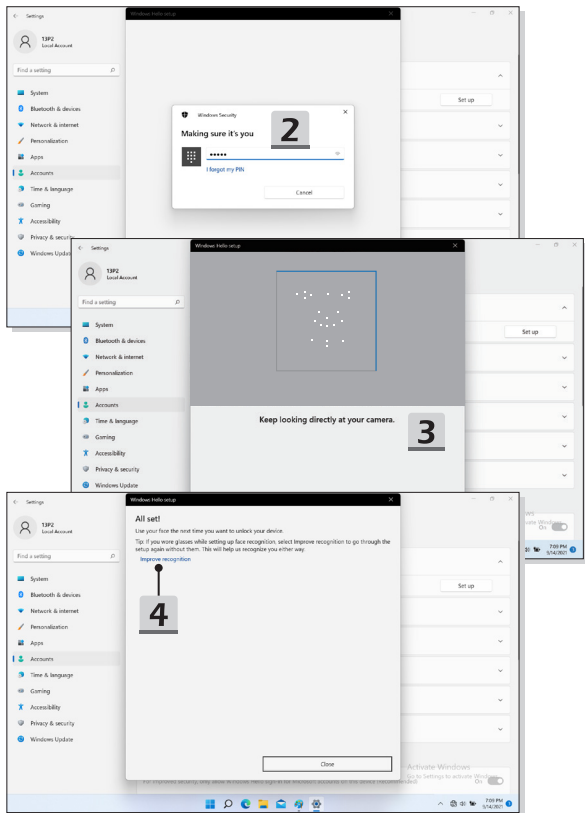 Settings
Windows Hello setup
13P2
Local Account
Find a setting
System
Bluetooth & devices
Network & internet
Personalization
Apps
Accounts
Time & language
Gaming
Accessibility
Privacy & security
Windows Update
Set up
Windows Security
Making sure it's you
2
•••••
I forgot my PIN
Cancel
Settings
Windows Hello setup
13P2
Local Account
Find a setting
System
Bluetooth & devices
Network & internet
Personalization
Apps
Accounts
Time & language
Gaming
Accessibility
Privacy & security
Windows Update
Set up
Keep looking directly at your camera.
3
On
7:09 PM
9/14/2021
Settings
Windows Hello setup
13P2
Local Account
Find a setting
System
Bluetooth & devices
Network & internet
Personalization
Apps
Accounts
Time & language
Gaming
Accessibility
Privacy & security
Windows Update
All set!
Use your face the next time you want to unlock your device.
Tip: If you wore glasses while setting up face recognition, select Improve recognition to go through the
setup again without them. This will help us recognize you either way.
Improve recognition
4
Set up
Close
Activate Windows
Go to Settings to activate Windows.
On
7:09 PM
9/14/2021